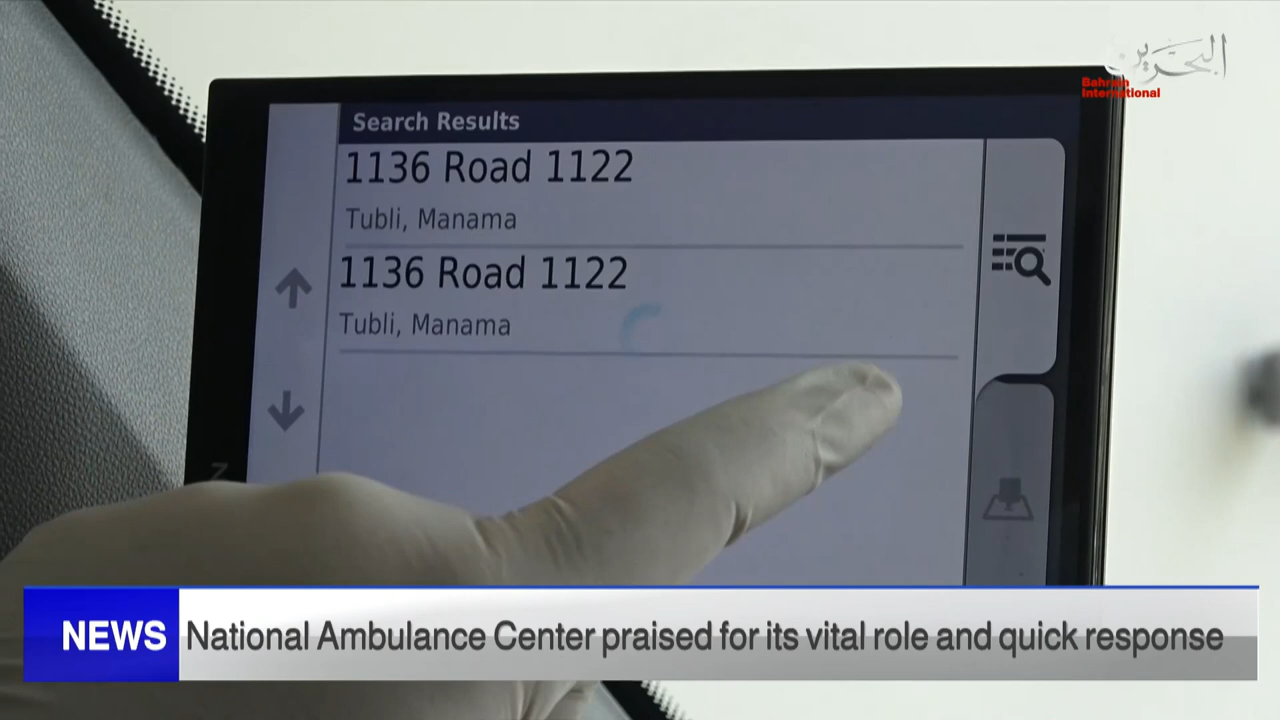 البحرين
Bahrain
International
Search Results
1136 Road 1122
Tubli, Manama
1136 Road 1122
Tubli, Manama
NEWS
National Ambulance Center praised for its vital role and quick response